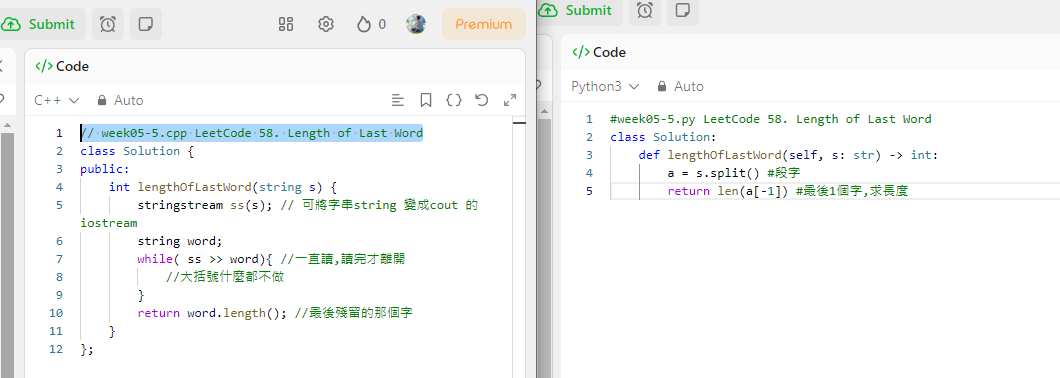 Submit
0
Premium
</> Code
C++
Auto
1 // week05-5.cpp LeetCode 58. Length of Last Word
2 class Solution {
3 public:
4 int lengthOfLastWord(string s) {
5 stringstream ss(s); // 可將字串string 變成cout 的
iostream
6 string word;
7 while( ss >> word){ //一直讀,讀完才離開
8 //大括號什麼都不做
9 }
10 return word.length(); //最後殘留的那個字
11 }
12 };
Submit
</> Code
Python3
Auto
1 #week05-5.py LeetCode 58. Length of Last Word
2 class Solution:
3 def lengthOfLastWord(self, s: str) -> int:
4 a = s.split() #段字
5 return len(a[-1]) #最後1個字,求長度